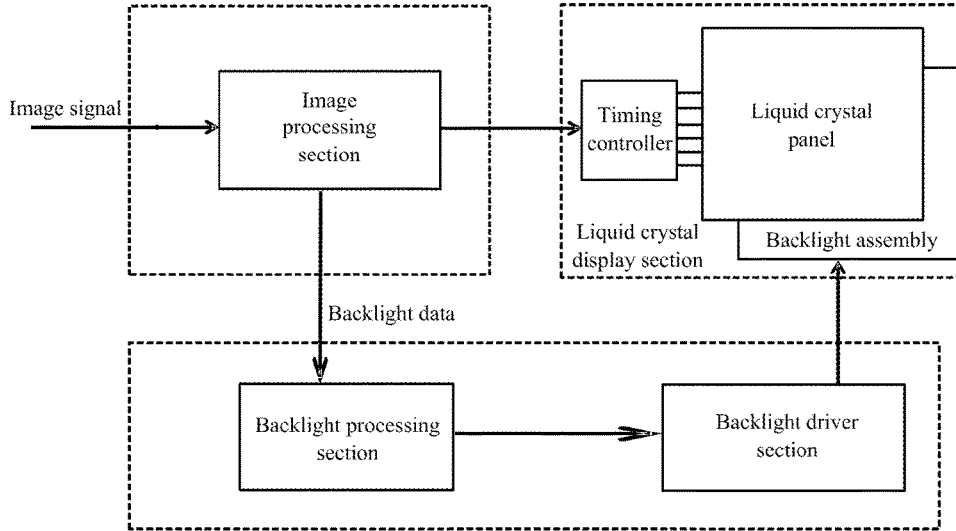 Image signal
Image
processing
section
Timing
controller
Liquid crystal
panel
Liquid crystal
display section
Backlight assembly
Backlight data
Backlight processing
section
Backlight driver
section